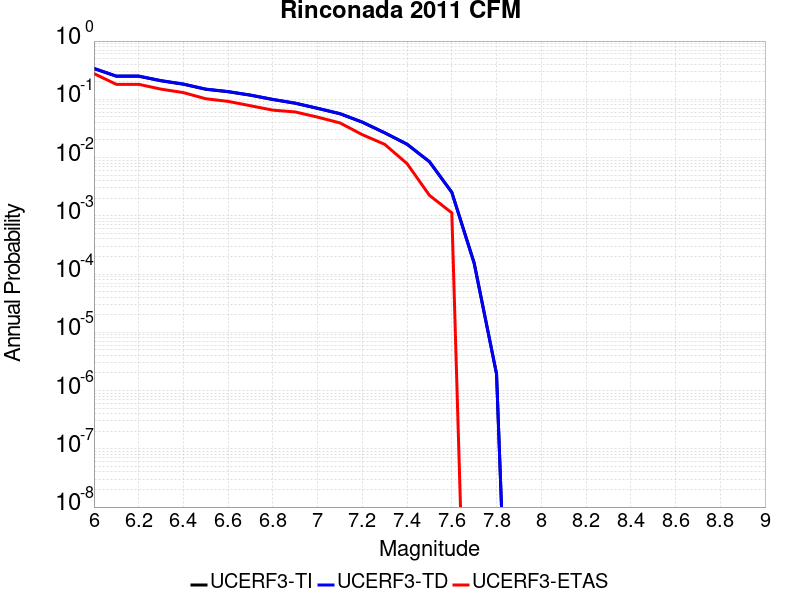 Rinconada 2011 CFM
10^0
10^-1
10^-2
10^-3
10^-4
10^-5
10^-6
10^-7
10^-8
Annual Probability
6 6.2 6.4 6.6 6.8 7 7.2 7.4 7.6 7.8 8 8.2 8.4 8.6 8.8 9
Magnitude
UCERF3-TI UCERF3-TD UCERF3-ETAS